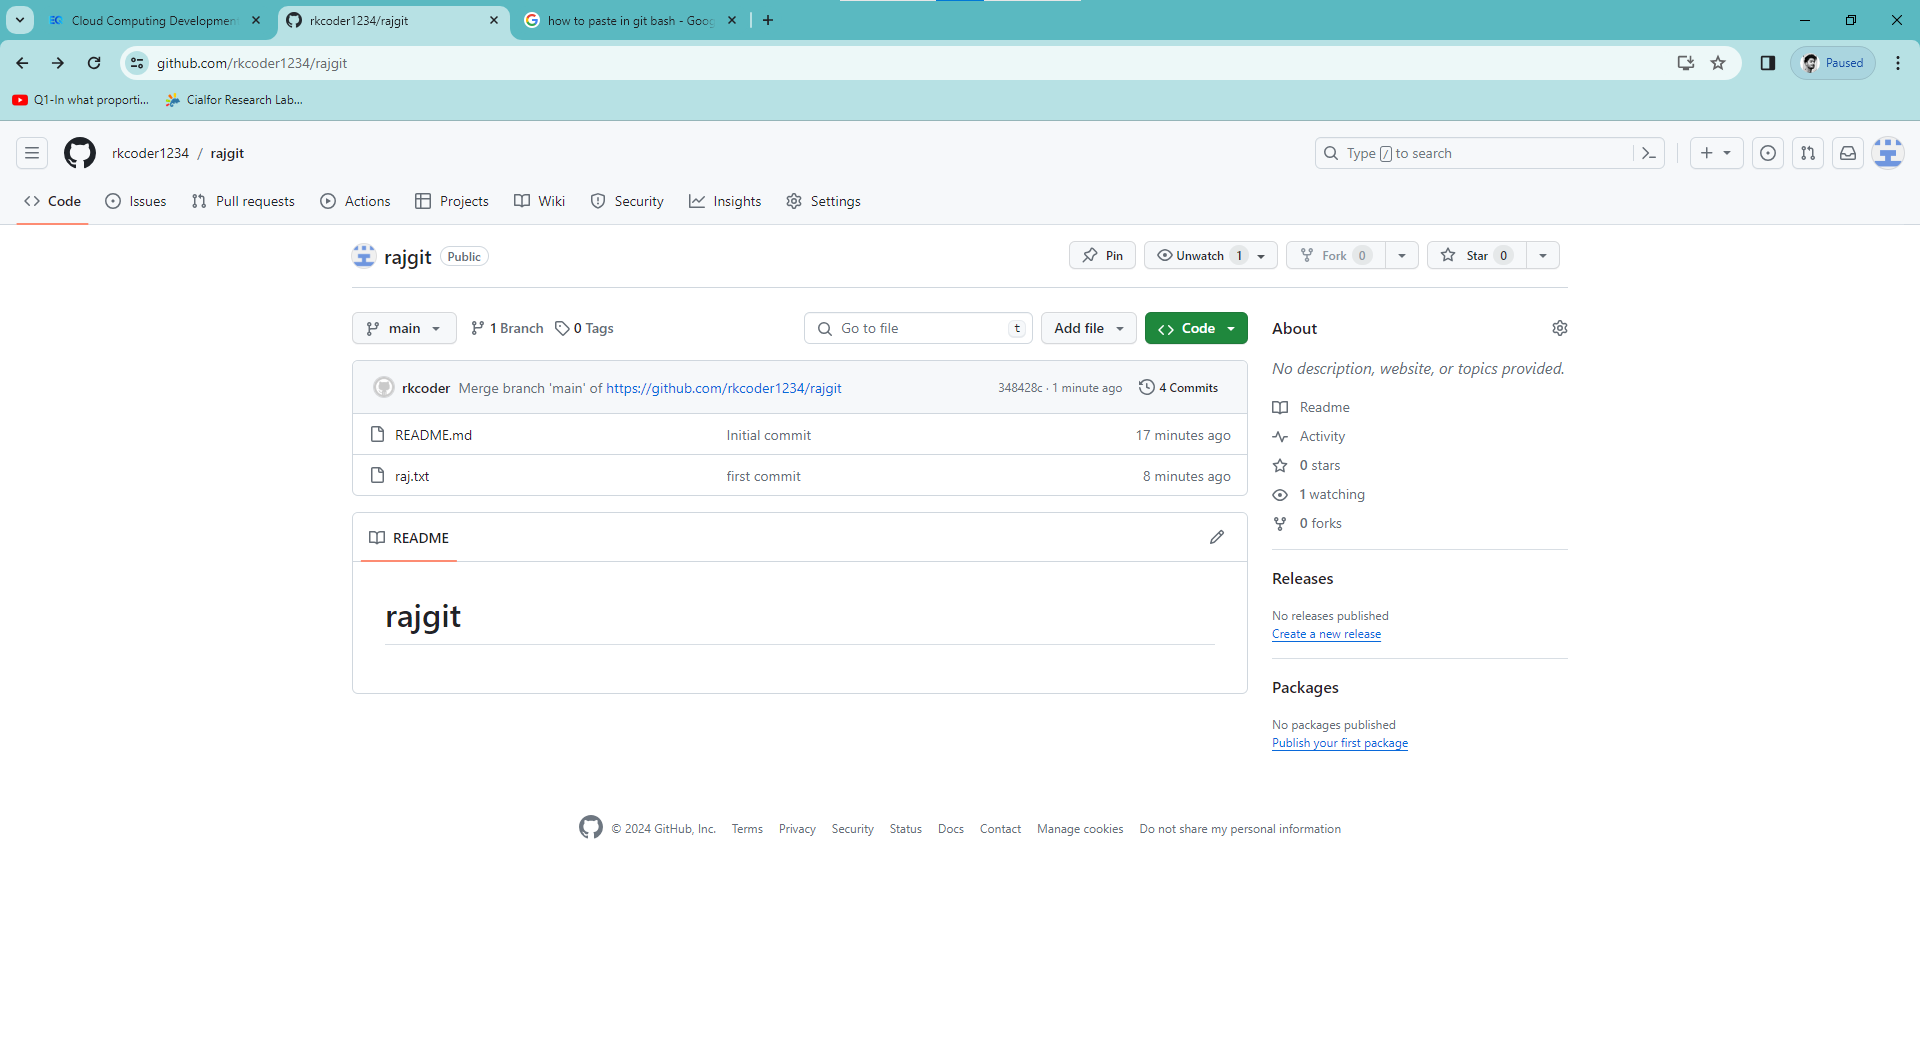 Cloud Computing Development
rkcoder1234/rajgit
how to paste in git bash - Goog
github.com/rkcoder1234/rajgit
Paused
Q1-In what proporti...
Cialfor Research Lab...
rkcoder1234 / rajgit
Type / to search
Code
Issues
Pull requests
Actions
Projects
Wiki
Security
Insights
Settings
rajgit
Public
Pin
Unwatch 1
Fork 0
Star 0
main
1 Branch
0 Tags
Go to file
t
Add file
Code
rkcoder Merge branch 'main' of https://github.com/rkcoder1234/rajgit
348428c · 1 minute ago
4 Commits
README.md Initial commit 17 minutes ago
raj.txt first commit 8 minutes ago
README
rajgit
About
No description, website, or topics provided.
Readme
Activity
0 stars
1 watching
0 forks
Releases
No releases published
Create a new release
Packages
No packages published
Publish your first package
© 2024 GitHub, Inc. Terms Privacy Security Status Docs Contact Manage cookies Do not share my personal information